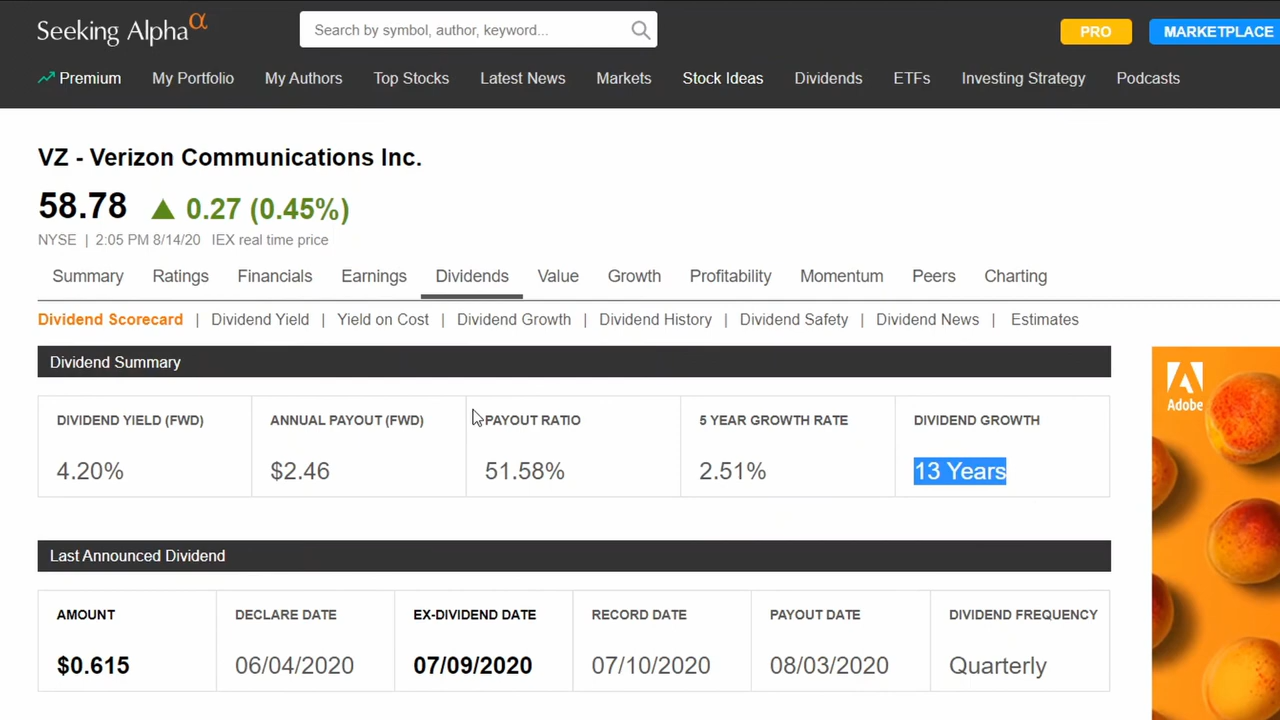 Seeking Alpha α
Search by symbol, author, keyword...
PRO
MARKETPLACE
Premium My Portfolio My Authors Top Stocks Latest News Markets Stock Ideas Dividends ETFs Investing Strategy Podcasts
VZ - Verizon Communications Inc.
58.78 ▲ 0.27 (0.45%)
NYSE | 2:05 PM 8/14/20 IEX real time price
Summary Ratings Financials Earnings Dividends Value Growth Profitability Momentum Peers Charting
Dividend Scorecard | Dividend Yield | Yield on Cost | Dividend Growth | Dividend History | Dividend Safety | Dividend News | Estimates
Dividend Summary
DIVIDEND YIELD (FWD) ANNUAL PAYOUT (FWD) PAYOUT RATIO 5 YEAR GROWTH RATE DIVIDEND GROWTH
4.20% $2.46 51.58% 2.51% 13 Years
Last Announced Dividend
AMOUNT DECLARE DATE EX-DIVIDEND DATE RECORD DATE PAYOUT DATE DIVIDEND FREQUENCY
$0.615 06/04/2020 07/09/2020 07/10/2020 08/03/2020 Quarterly
Adobe